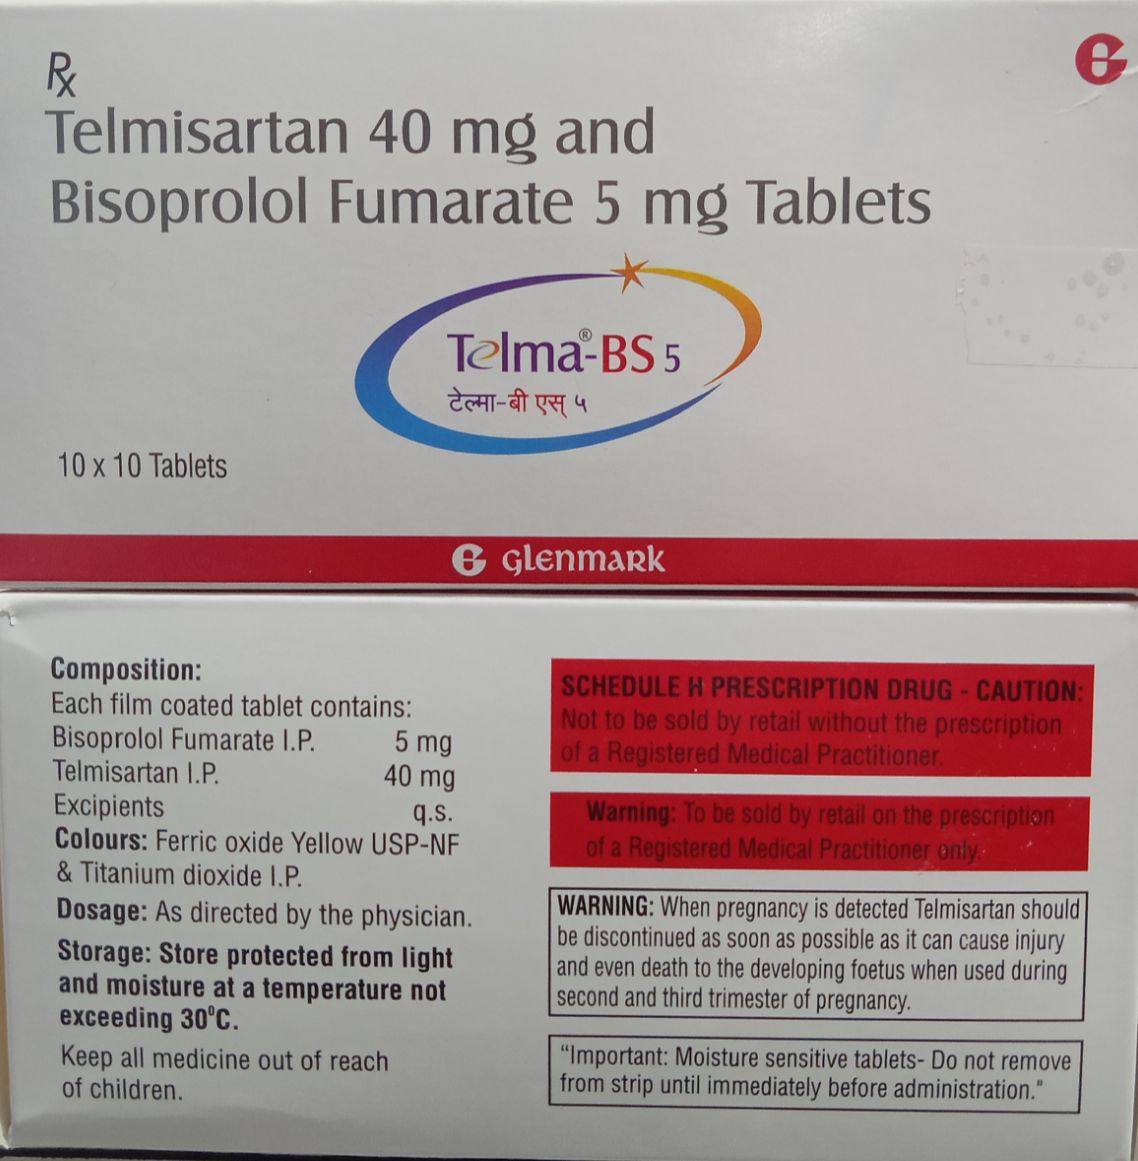 Rx
Telmisartan 40 mg and
Bisoprolol Fumarate 5 mg Tablets
Telma®-BS 5
टेल्मा-बी एस् ५
10 x 10 Tablets
Glenmark
Composition:
Each film coated tablet contains:
Bisoprolol Fumarate I.P. 5 mg
Telmisartan I.P. 40 mg
Excipients q.s.
Colours: Ferric oxide Yellow USP-NF
& Titanium dioxide I.P.
Dosage: As directed by the physician.
Storage: Store protected from light
and moisture at a temperature not
exceeding 30⁰C.
Keep all medicine out of reach
of children.
SCHEDULE H PRESCRIPTION DRUG - CAUTION:
Not to be sold by retail without the prescription
of a Registered Medical Practitioner.
Warning: To be sold by retail on the prescription
of a Registered Medical Practitioner only.
WARNING: When pregnancy is detected Telmisartan should
be discontinued as soon as possible as it can cause injury
and even death to the developing foetus when used during
second and third trimester of pregnancy.
“Important: Moisture sensitive tablets- Do not remove
from strip until immediately before administration."